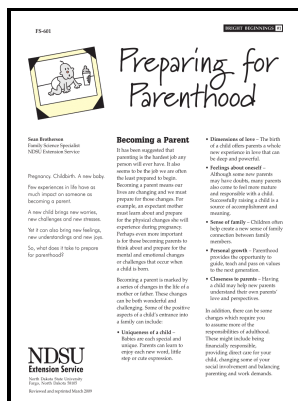 FS-601
BRIGHT BEGINNINGS #1
Preparing for
Parenthood
Sean Brotherson
Family Science Specialist
NDSU Extension Service
Pregnancy. Childbirth. A new baby.
Few experiences in life have as
much impact on someone as
becoming a parent.
A new child brings new worries,
new challenges and new stresses.
Yet it can also bring new feelings,
new understandings and new joys.
So, what does it take to prepare
for parenthood?
NDSU
Extension Service
North Dakota State University
Fargo, North Dakota 58105
Reviewed and reprinted March 2009
Becoming a Parent
It has been suggested that
parenting is the hardest job any
person will ever have. It also
seems to be the job we are often
the least prepared to begin.
Becoming a parent means our
lives are changing and we must
prepare for those changes. For
example, an expectant mother
must learn about and prepare
for the physical changes she will
experience during pregnancy.
Perhaps even more important
is for those becoming parents to
think about and prepare for the
mental and emotional changes
or challenges that occur when
a child is born.
Becoming a parent is marked by
a series of changes in the life of a
mother or father. These changes
can be both wonderful and
challenging. Some of the positive
aspects of a child's entrance into
a family can include:
• Uniqueness of a child –
Babies are each special and
unique. Parents can learn to
enjoy each new word, little
step or cute expression.
• Dimensions of love – The birth
of a child offers parents a whole
new experience in love that can
be deep and powerful.
• Feelings about oneself –
Although some new parents
may have doubts, many parents
also come to feel more mature
and responsible with a child.
Successfully raising a child is a
source of accomplishment and
meaning.
• Sense of family – Children often
help create a new sense of family
connection between family
members.
• Personal growth – Parenthood
provides the opportunity to
guide, teach and pass on values
to the next generation.
• Closeness to parents – Having
a child may help new parents
understand their own parents'
love and perspectives.
In addition, there can be some
changes which require you
to assume more of the
responsibilities of adulthood.
These might include being
financially responsible,
providing direct care for your
child, changing some of your
social involvement and balancing
parenting and work demands.